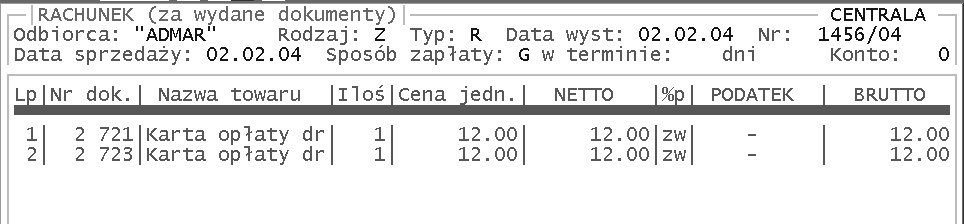 RACHUNEK (za wydane dokumenty) CENTRALA
Odbiorca: "ADMAR" Rodzaj: Z Typ: R Data wyst: 02.02.04 Nr: 1456/04
Data sprzedaży: 02.02.04 Sposób zapłaty: G w terminie: dni Konto: 0
Lp|Nr dok.| Nazwa towaru |Iloś|Cena jedn.| NETTO |%p| PODATEK | BRUTTO
1| 2 721|Karta opłaty dr| 1| 12.00| 12.00|zw| - | 12.00
2| 2 723|Karta opłaty dr| 1| 12.00| 12.00|zw| - | 12.00